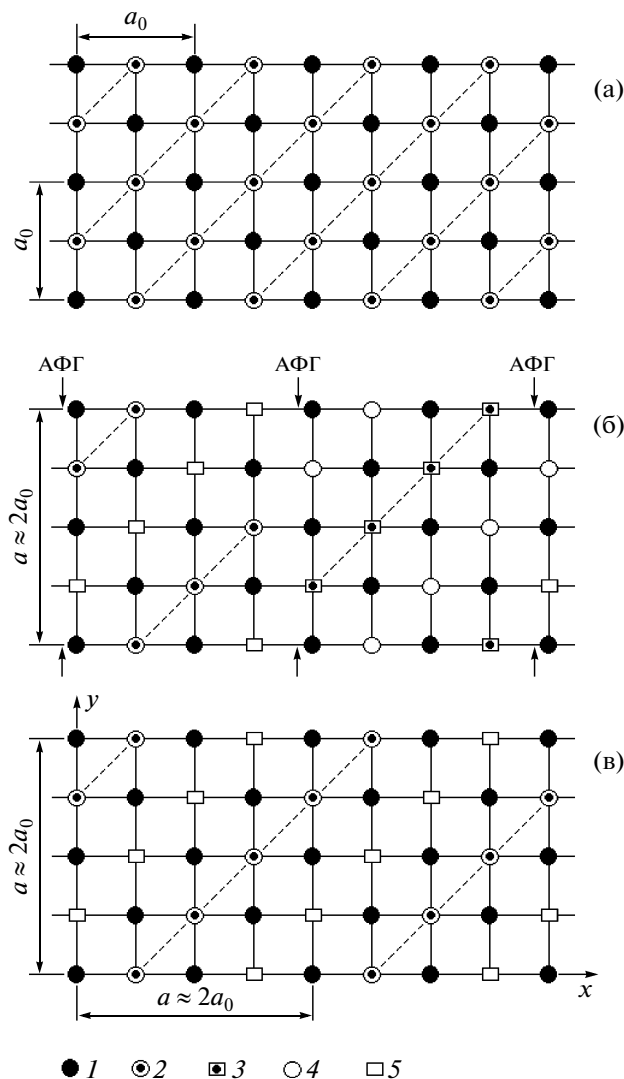 a₀
(а)
a₀
АФГ АФГ АФГ
(б)
a ≈ 2a₀
y
(в)
a ≈ 2a₀
a ≈ 2a₀
x
1 2 3 4 5